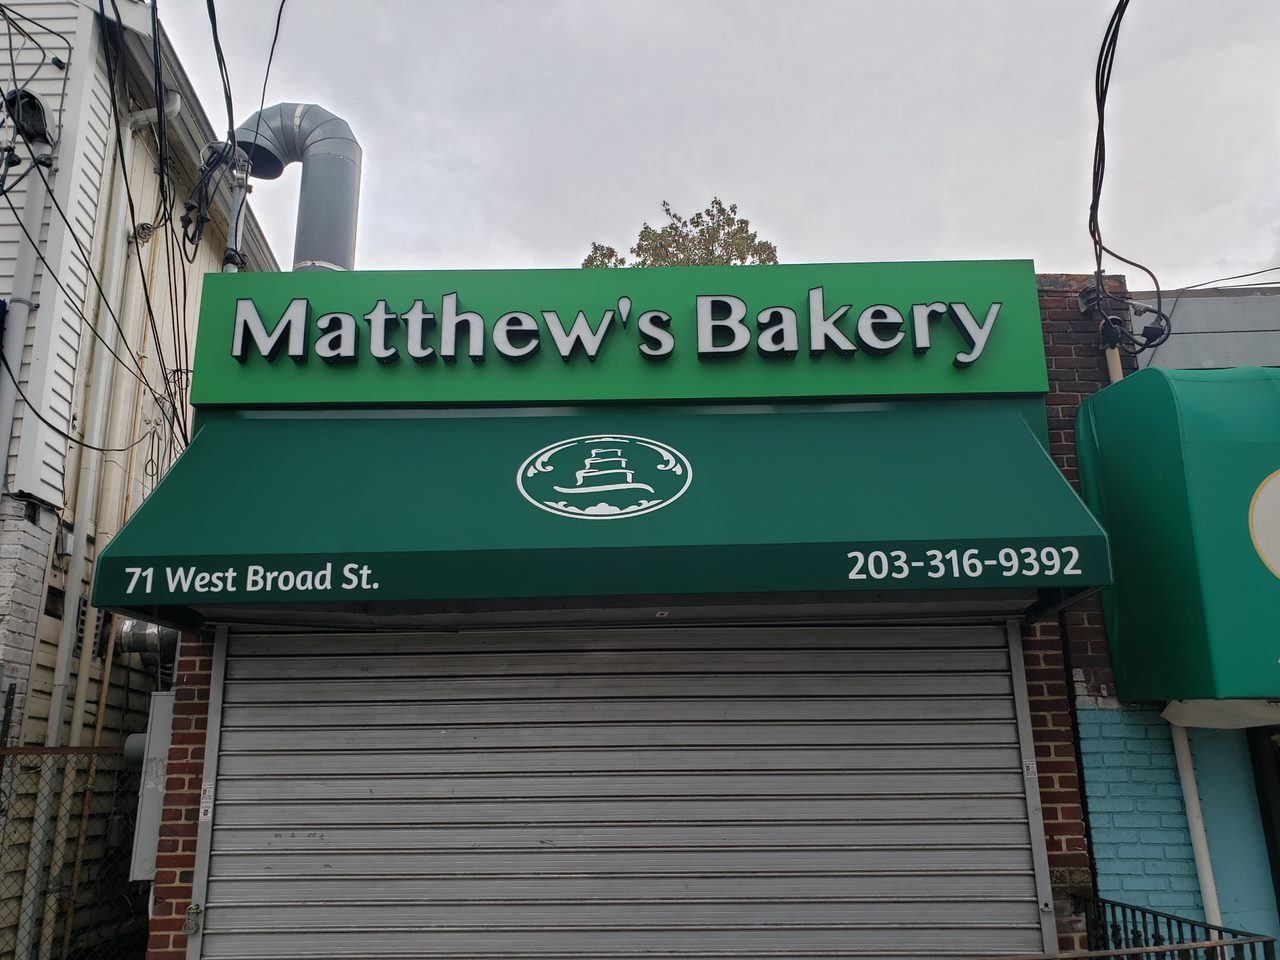 Matthew's Bakery
71 West Broad St.
203-316-9392